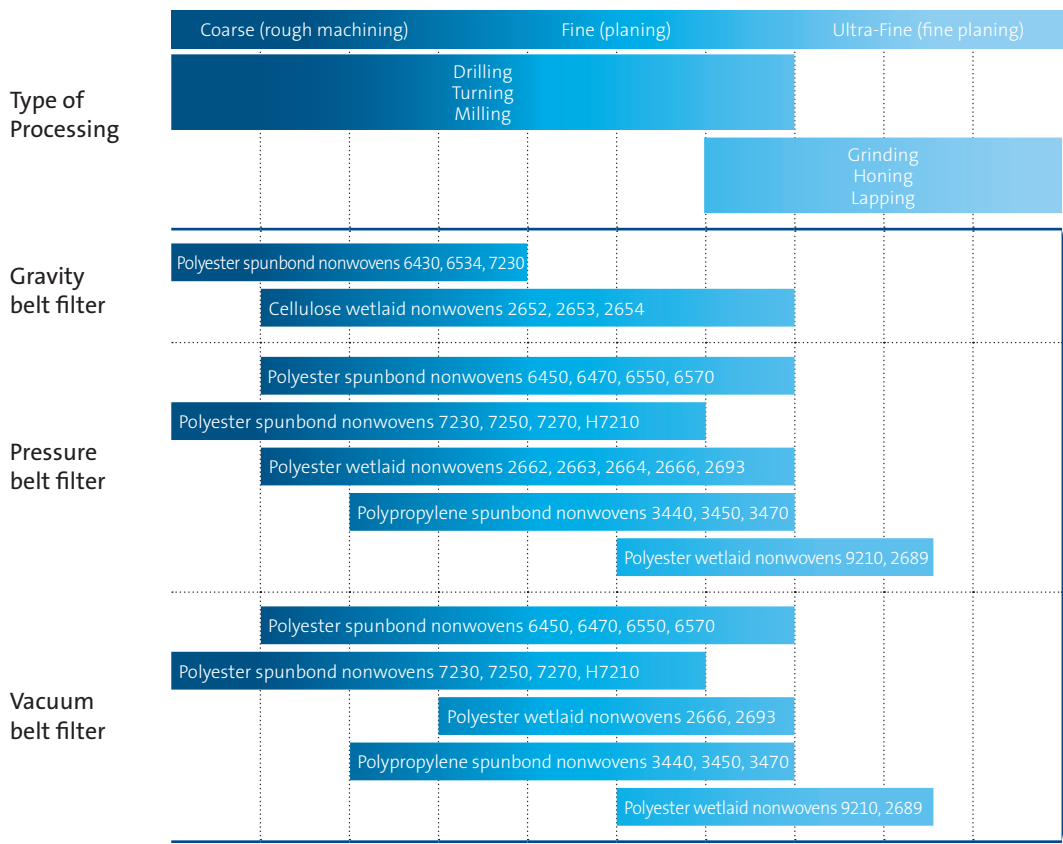 Coarse (rough machining) Fine (planing) Ultra-Fine (fine planing)
Type of
Processing
Drilling
Turning
Milling
Grinding
Honing
Lapping
Gravity
belt filter
Polyester spunbond nonwovens 6430, 6534, 7230
Cellulose wetlaid nonwovens 2652, 2653, 2654
Pressure
belt filter
Polyester spunbond nonwovens 6450, 6470, 6550, 6570
Polyester spunbond nonwovens 7230, 7250, 7270, H7210
Polyester wetlaid nonwovens 2662, 2663, 2664, 2666, 2693
Polypropylene spunbond nonwovens 3440, 3450, 3470
Polyester wetlaid nonwovens 9210, 2689
Vacuum
belt filter
Polyester spunbond nonwovens 6450, 6470, 6550, 6570
Polyester spunbond nonwovens 7230, 7250, 7270, H7210
Polyester wetlaid nonwovens 2666, 2693
Polypropylene spunbond nonwovens 3440, 3450, 3470
Polyester wetlaid nonwovens 9210, 2689